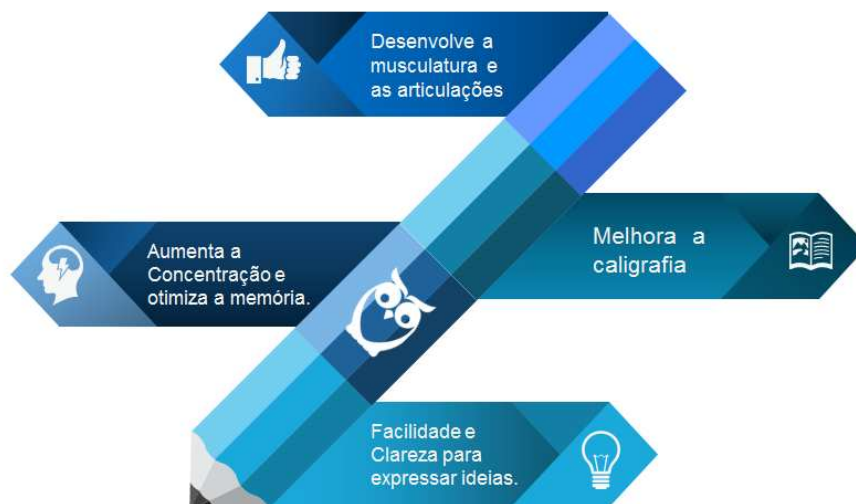 Desenvolve a
musculatura e
as articulações
Melhora a
caligrafia
Aumenta a
Concentração e
otimiza a memória.
Facilidade e
Clareza para
expressar ideias.